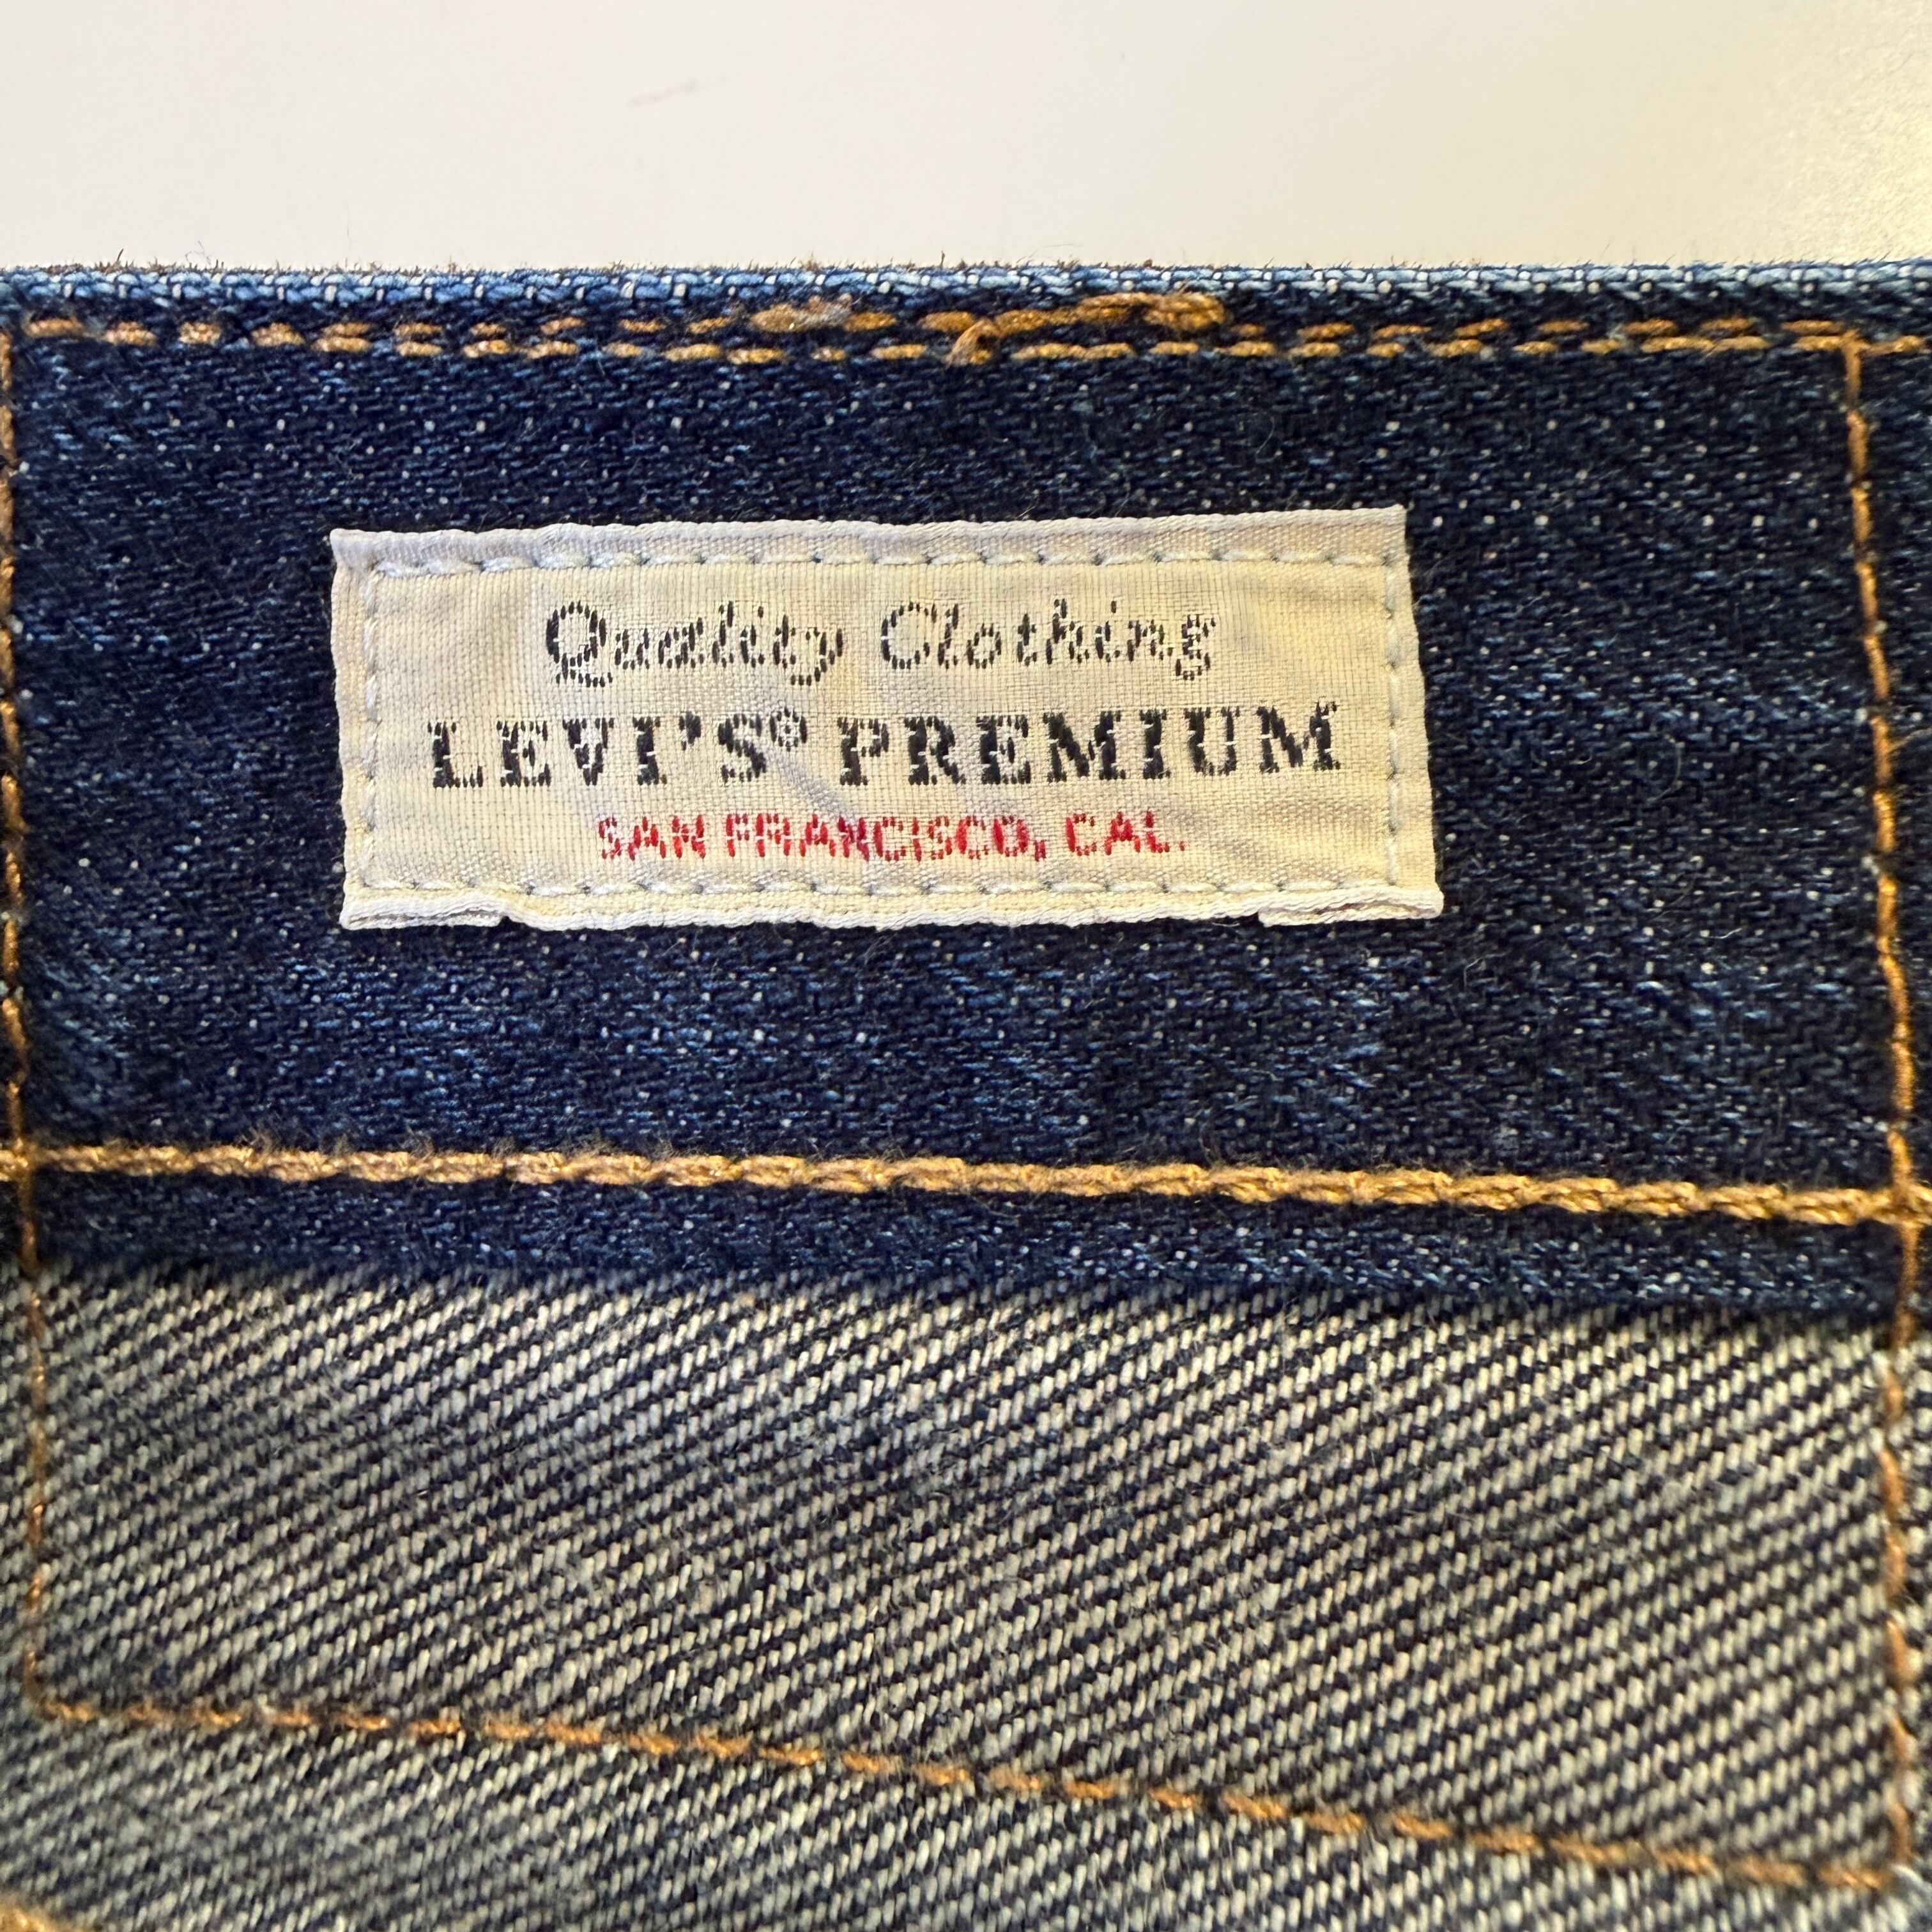 Quality Clothing
LEVI'S® PREMIUM
SAN FRANCISCO, CAL.